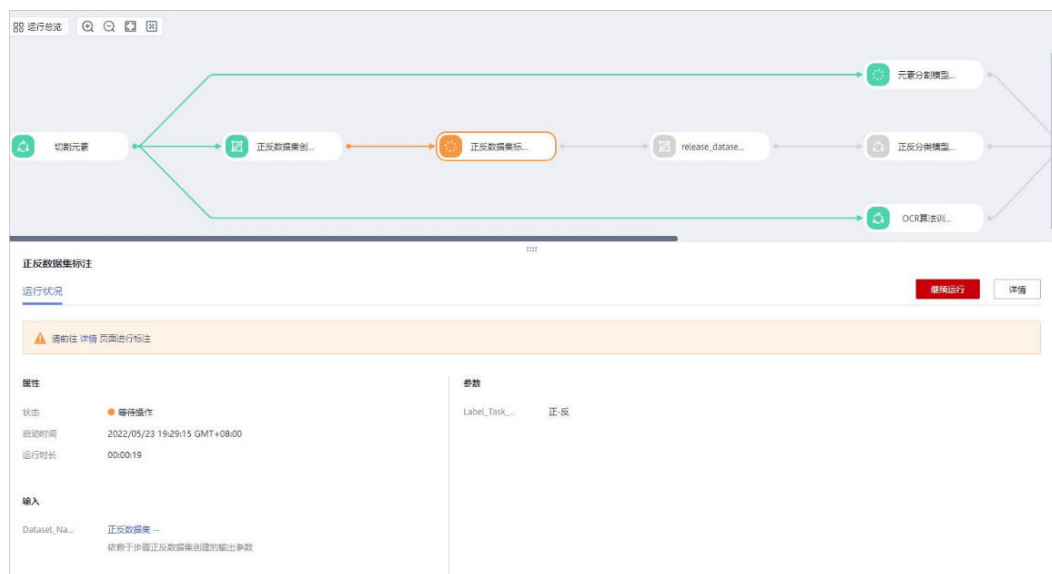 运行总览
元素分割模型...
切割元素
正反数据集创...
正反数据集标...
release_datase...
正反分类模型...
OCR算法训...
正反数据集标注
运行状况
继续运行
详情
请前往 详情 页面进行标注
属性
参数
状态
等待操作
Label_Task_...
正-反
启动时间
2022/05/23 19:29:15 GMT+08:00
运行时长
00:00:19
输入
Dataset_Na...
正反数据集 --
依赖于步骤正反数据集创建的输出参数